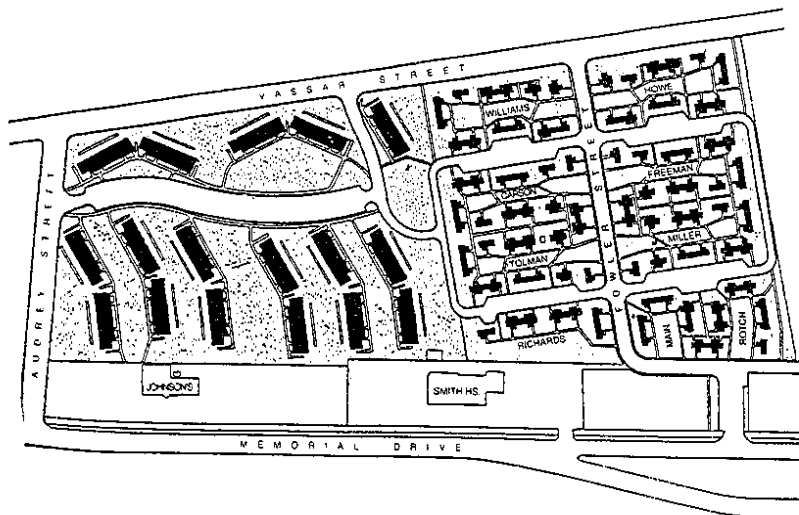 VASSAR STREET
WILLIAMS
HOWE
CARSON
FREEMAN
FOWLER STREET
TOLMAN
MILLER
AUDREY STREET
RICHARDS
MAIN
ROTCH
JOHNSON'S
SMITH HS.
MEMORIAL DRIVE